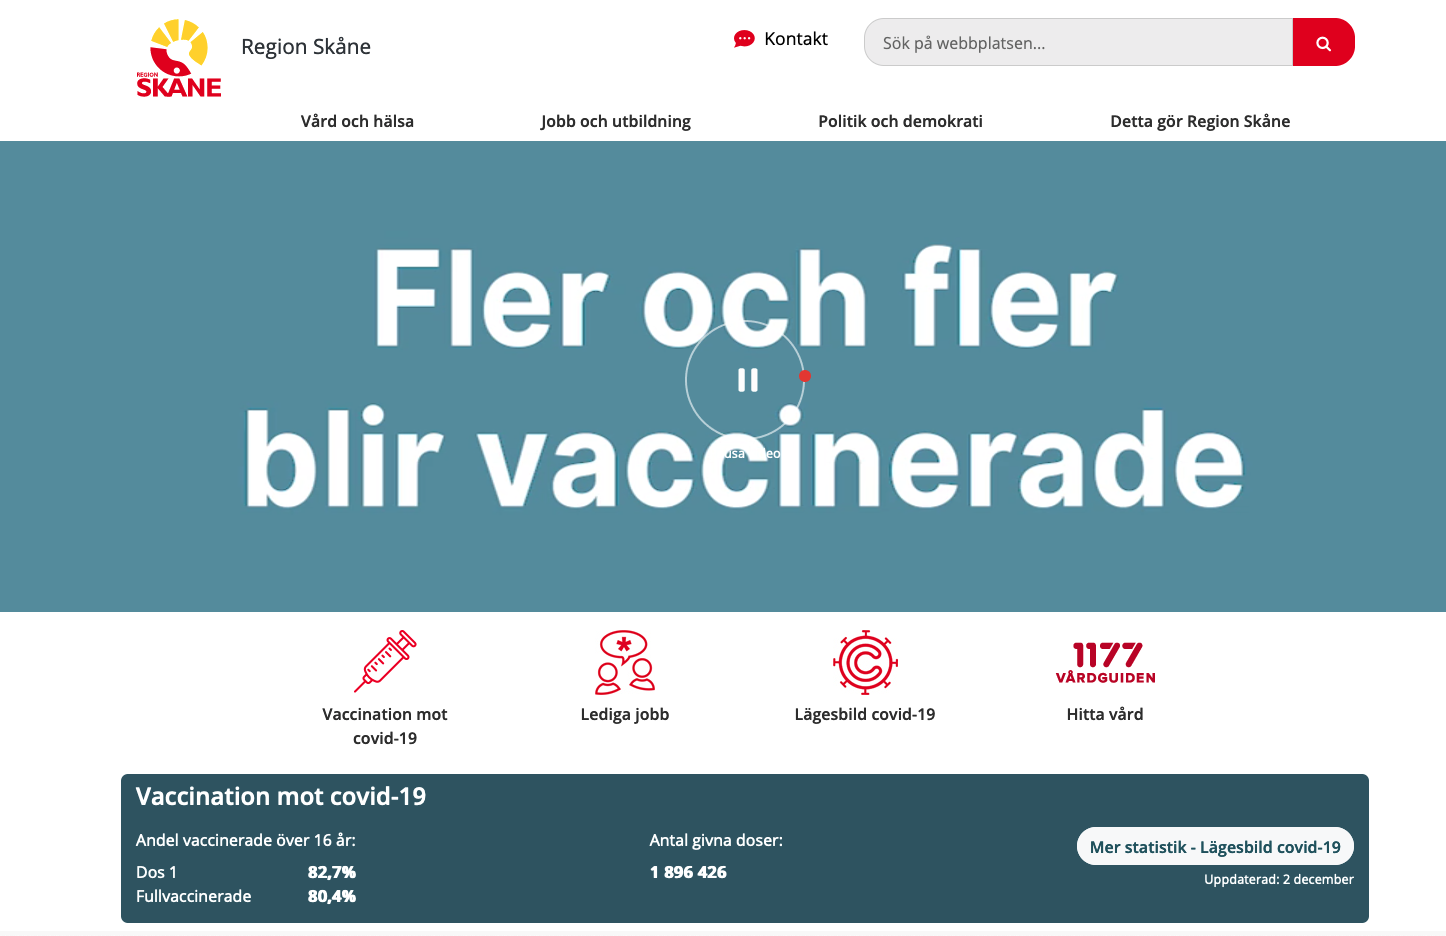 REGION
SKÅNE
Region Skåne
Kontakt
Sök på webbplatsen...
Vård och hälsa
Jobb och utbildning
Politik och demokrati
Detta gör Region Skåne
Fler och fler
blir vaccinerade
Vaccination mot
covid-19
Lediga jobb
Lägesbild covid-19
1177
VÅRDGUIDEN
Hitta vård
Vaccination mot covid-19
Andel vaccinerade över 16 år:
Dos 1 82,7%
Fullvaccinerade 80,4%
Antal givna doser:
1 896 426
Mer statistik - Lägesbild covid-19
Uppdaterad: 2 december